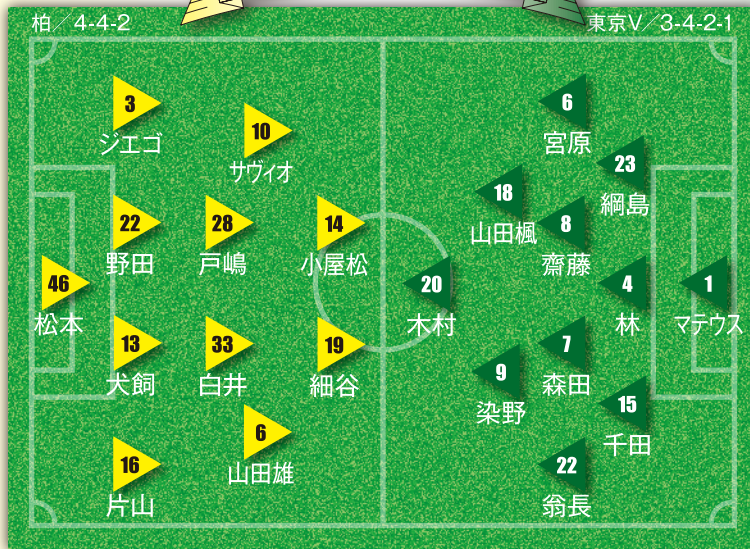 柏／4-4-2
東京V／3-4-2-1
3
ジエゴ
10
サヴィオ
22
野田
28
戸嶋
14
小屋松
46
松本
13
犬飼
33
白井
19
細谷
6
山田雄
16
片山
6
宮原
23
綱島
18
山田楓
8
齋藤
20
木村
4
林
1
マテウス
7
森田
9
染野
15
千田
22
翁長